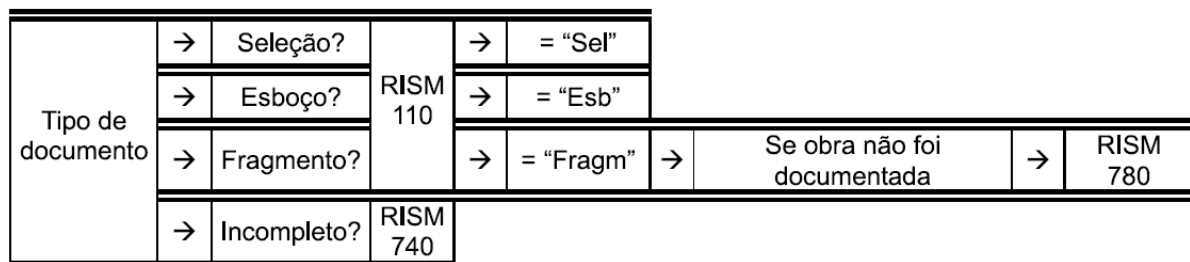 → Seleção? → = “Sel”
RISM
110
→ Esboço? → = “Esb”
Tipo de
documento
→ Fragmento? → = “Fragm” → Se obra não foi
documentada
→ RISM
780
→ Incompleto? RISM
740